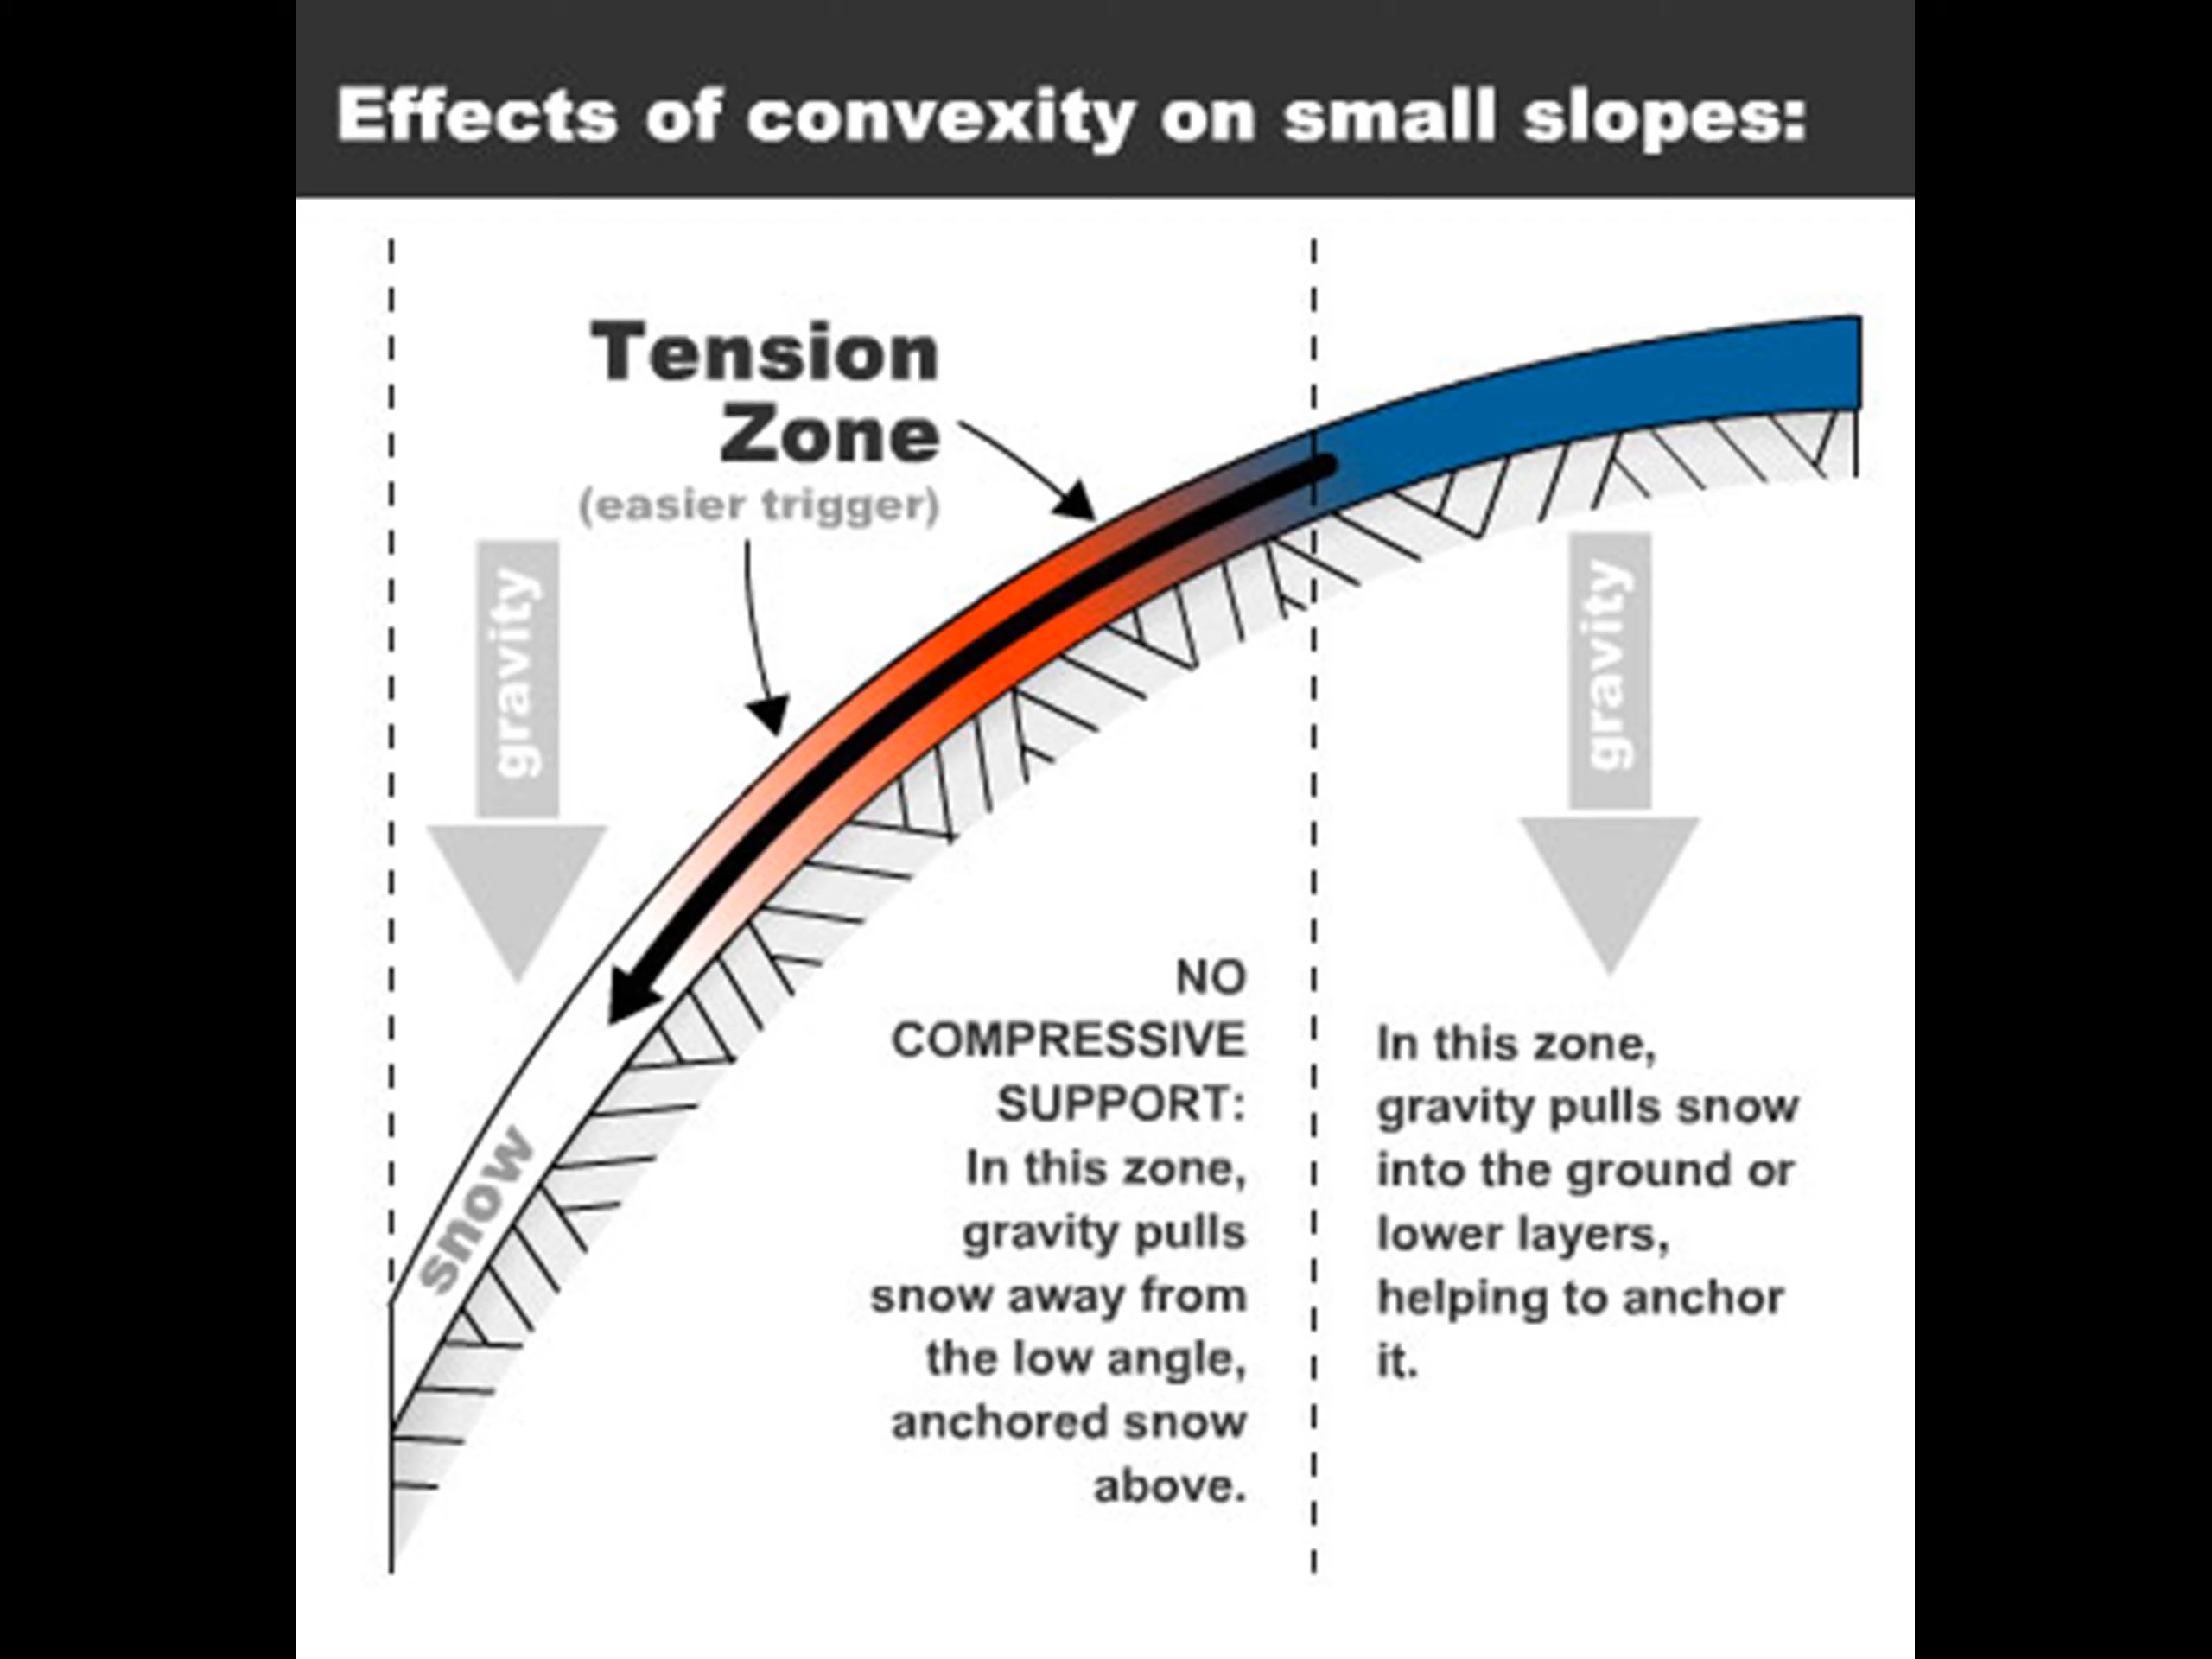 Effects of convexity on small slopes:
Tension
Zone
(easier trigger)
gravity
gravity
snow
NO
COMPRESSIVE
SUPPORT:
In this zone,
gravity pulls
snow away from
the low angle,
anchored snow
above.
In this zone,
gravity pulls snow
into the ground or
lower layers,
helping to anchor
it.